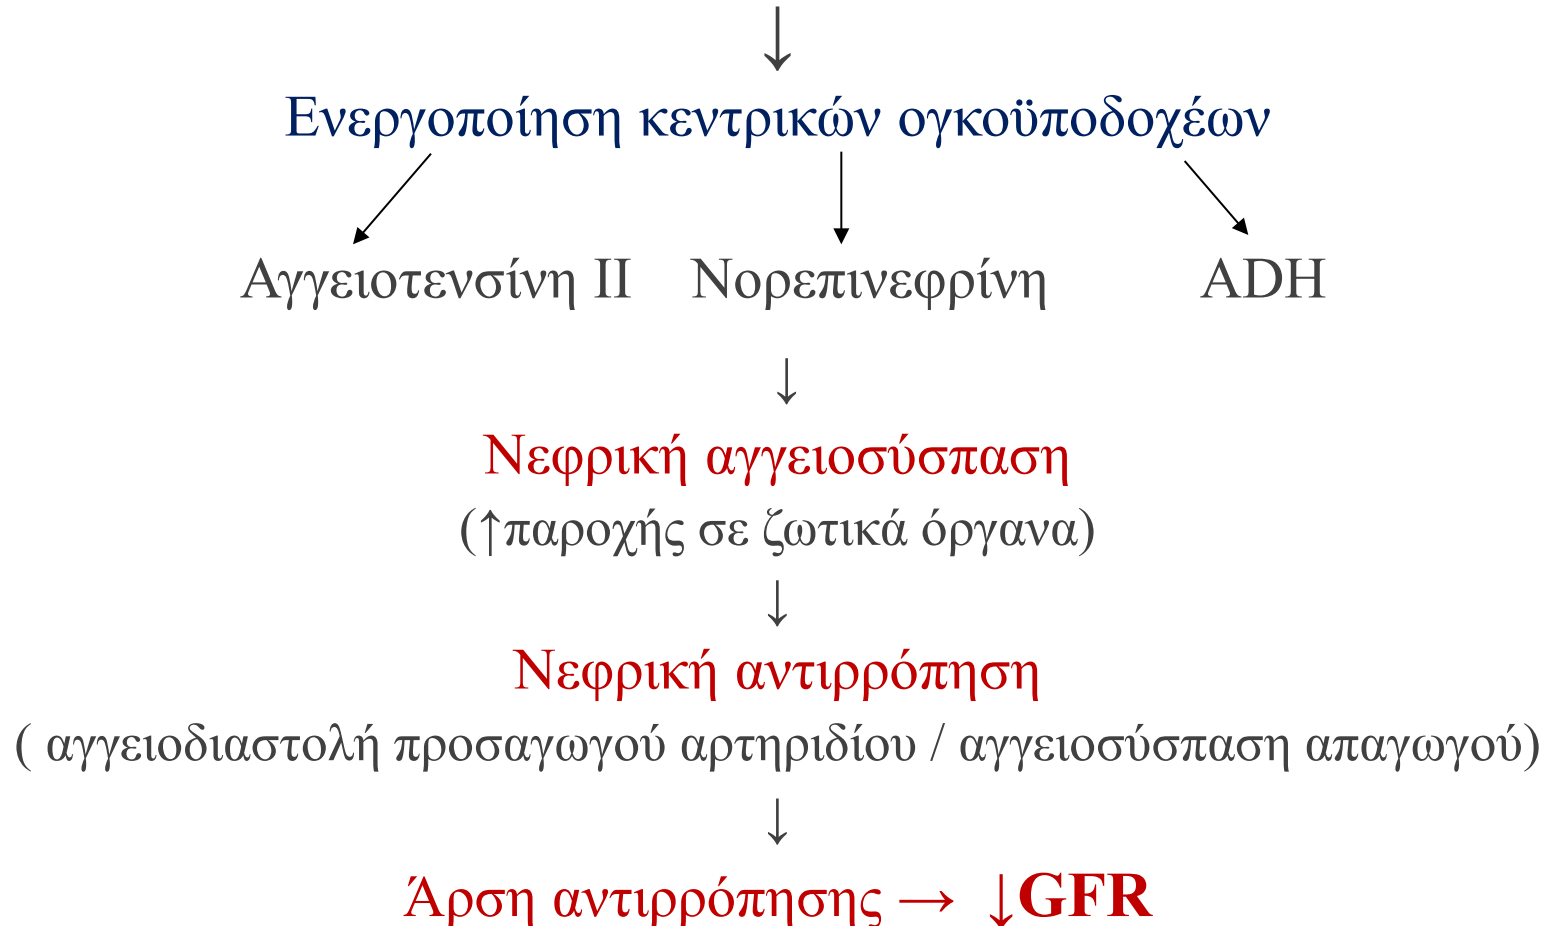 ↓
Ενεργοποίηση κεντρικών ογκοϋποδοχέων
Αγγειοτενσίνη ΙΙ Νορεπινεφρίνη ADH
↓
Νεφρική αγγειοσύσπαση
(↑παροχής σε ζωτικά όργανα)
↓
Νεφρική αντιρρόπηση
( αγγειοδιαστολή προσαγωγού αρτηριδίου / αγγειοσύσπαση απαγωγού)
↓
Άρση αντιρρόπησης → ↓GFR